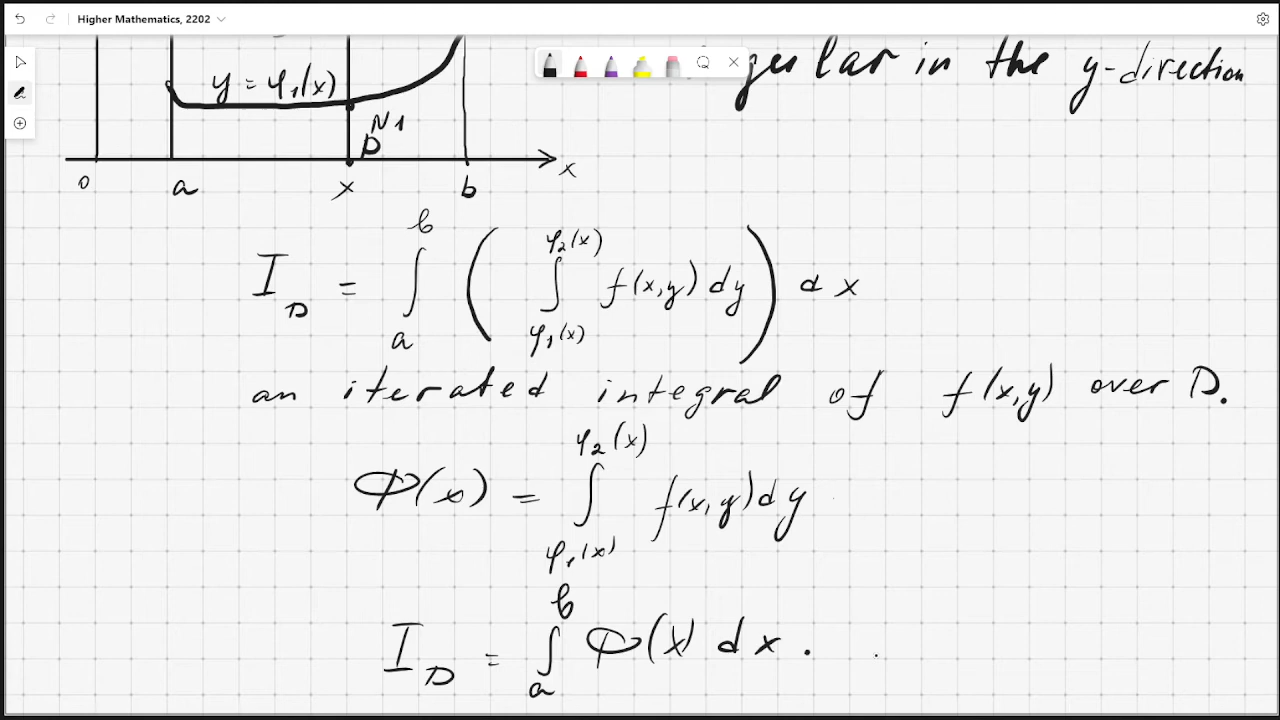 Higher Mathematics, 2202
in the y-direction
y = φ₁(x)
N1
P
x
0 a x b
I_D = ∫_a^b ( ∫_{φ₁(x)}^{φ₂(x)} f(x,y) dy ) dx
an iterated integral of f(x,y) over D.
Φ(x) = ∫_{φ₁(x)}^{φ₂(x)} f(x,y) dy
I_D = ∫_a^b Φ(x) dx.